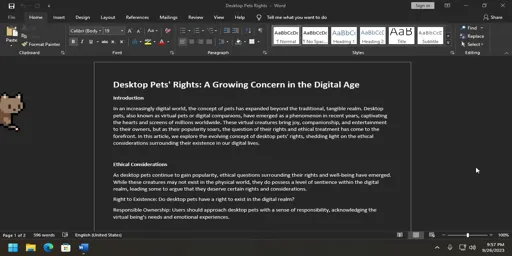 Desktop Pets Rights - Word
Sign in
File Home Insert Design Layout References Mailings Review View Help Tell me what you want to do Share
Paste
Format Painter
Calibri (Body) 18
AaBbCcDc AaBbCcDc AaBbCc AaBbCcC AaB AaBbCcD
¶ Normal ¶ No Spac... Heading 1 Heading 2 Title Subtitle
Find
Replace
Select
Clipboard Font Paragraph Styles Editing
Desktop Pets' Rights: A Growing Concern in the Digital Age
Introduction
In an increasingly digital world, the concept of pets has expanded beyond the traditional, tangible realm. Desktop
pets, also known as virtual pets or digital companions, have emerged as a phenomenon in recent years, captivating
the hearts and screens of millions worldwide. These virtual creatures bring joy, companionship, and entertainment
to their owners, but as their popularity soars, the question of their rights and ethical treatment has come to the
forefront. In this article, we explore the evolving concept of desktop pets' rights, shedding light on the ethical
considerations surrounding their existence in our digital lives.
Ethical Considerations
As desktop pets continue to gain popularity, ethical questions surrounding their rights and well-being have emerged.
While these creatures may not exist in the physical world, they do possess a level of sentience within the digital
realm, leading some to argue that they deserve certain rights and considerations.
Right to Existence: Do desktop pets have a right to exist in the digital realm?
Responsible Ownership: Users should approach desktop pets with a sense of responsibility, acknowledging the
virtual being's needs and emotional experiences.
Page 1 of 2 596 words English (United States) 100%
9:37 PM
9/26/2023